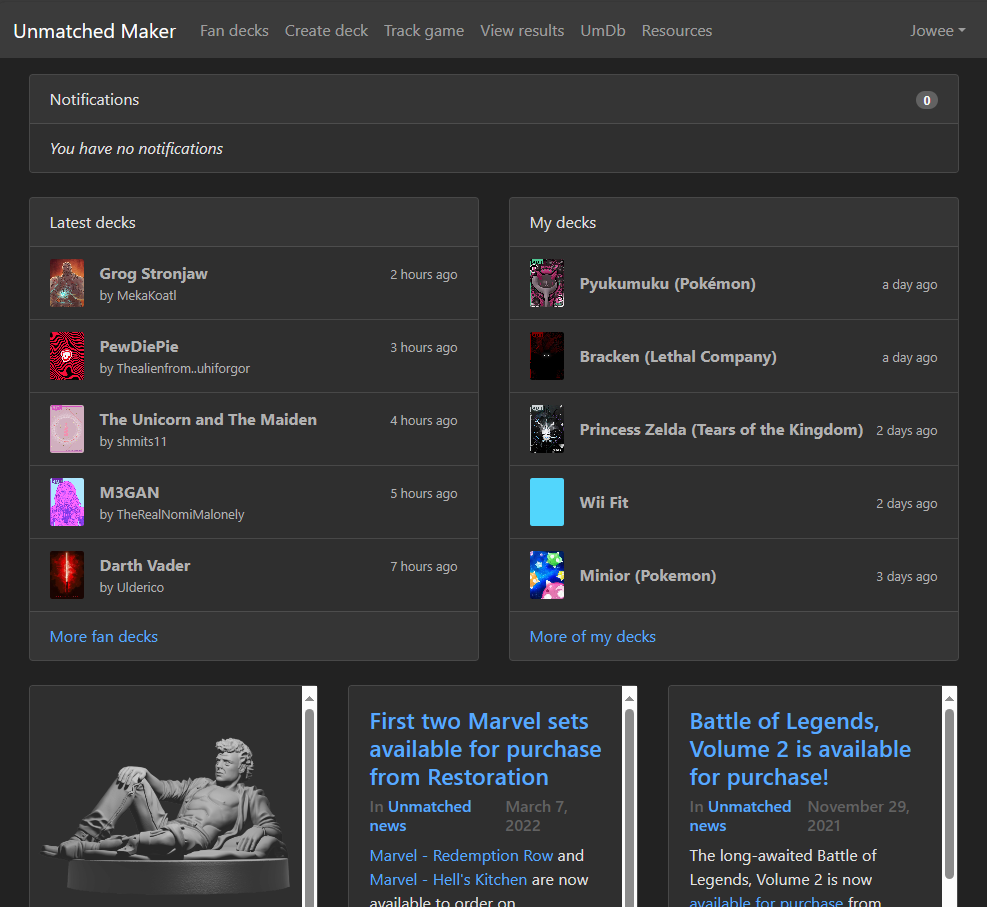 Unmatched Maker Fan decks Create deck Track game View results UmDb Resources Jowee
Notifications 0
You have no notifications
Latest decks
Grog Stronjaw 2 hours ago
by MekaKoatl
PewDiePie 3 hours ago
by Thealienfrom..uhiforgor
The Unicorn and The Maiden 4 hours ago
by shmits11
M3GAN 5 hours ago
by TheRealNomiMalonely
Darth Vader 7 hours ago
by Ulderico
More fan decks
My decks
Pyukumuku (Pokémon) a day ago
Bracken (Lethal Company) a day ago
Princess Zelda (Tears of the Kingdom) 2 days ago
Wii Fit 2 days ago
Minior (Pokemon) 3 days ago
More of my decks
First two Marvel sets
available for purchase
from Restoration
In Unmatched news March 7, 2022
Marvel - Redemption Row and
Marvel - Hell's Kitchen are now
available to order on
Battle of Legends,
Volume 2 is available
for purchase!
In Unmatched news November 29, 2021
The long-awaited Battle of
Legends, Volume 2 is now
available for purchase from